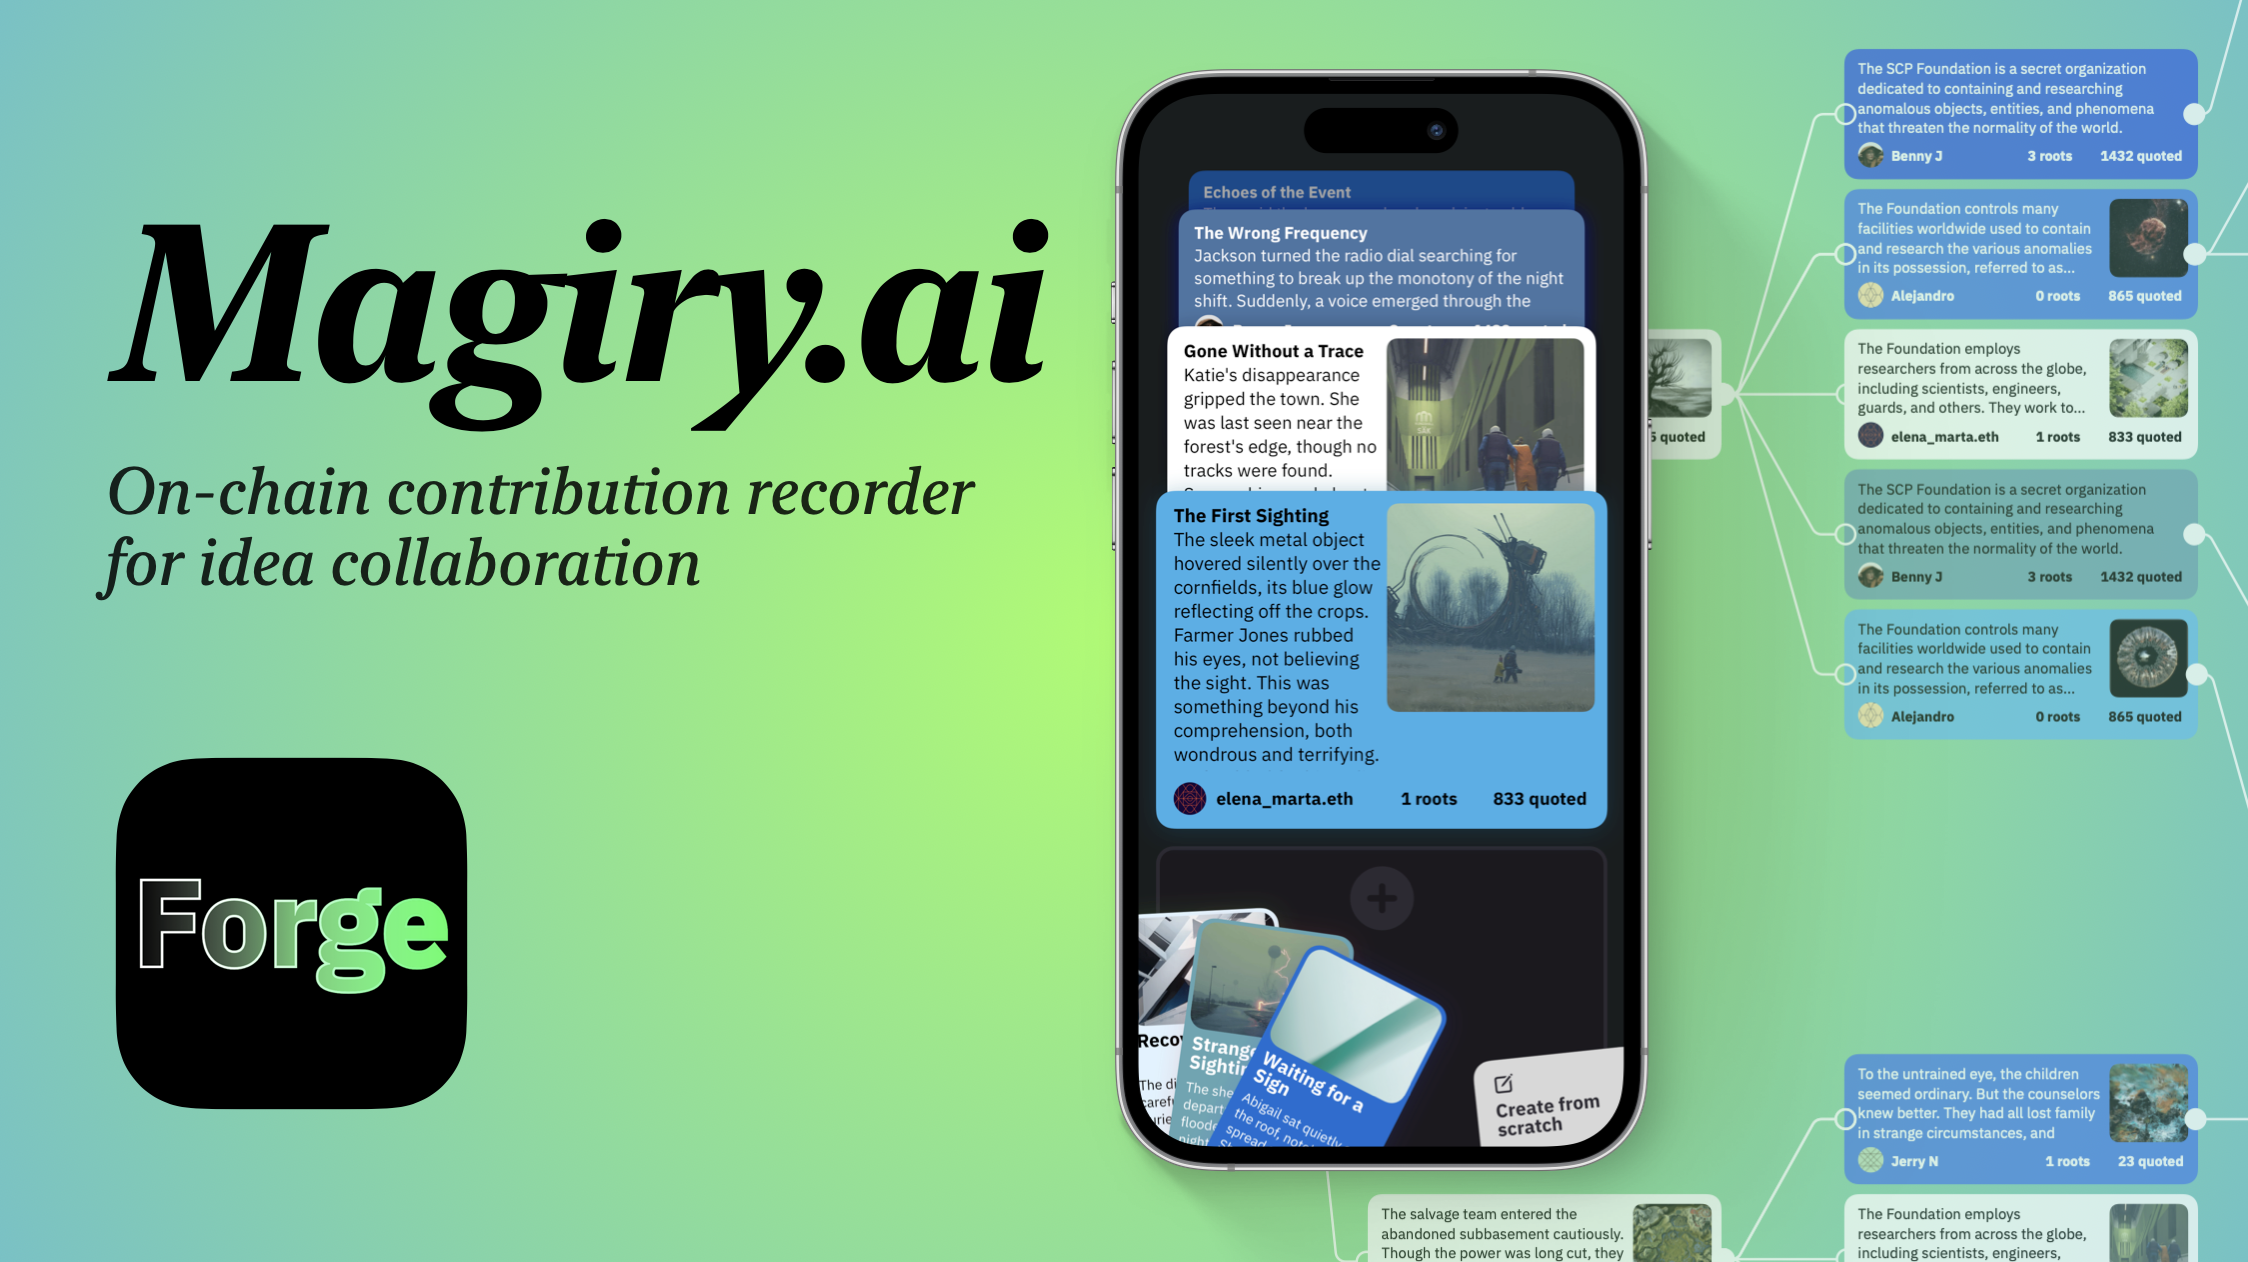 Magiry.ai
On-chain contribution recorder
for idea collaboration
Forge
Echoes of the Event
The Wrong Frequency
Jackson turned the radio dial searching for
something to break up the monotony of the night
shift. Suddenly, a voice emerged through the
Gone Without a Trace
Katie's disappearance
gripped the town. She
was last seen near the
forest's edge, though no
tracks were found.
The First Sighting
The sleek metal object
hovered silently over the
cornfields, its blue glow
reflecting off the crops.
Farmer Jones rubbed
his eyes, not believing
the sight. This was
something beyond his
comprehension, both
wondrous and terrifying.
elena_marta.eth 1 roots 833 quoted
Strange
Waiting for a
Sign
Abigail sat quietly
the roof,
spread
Create from
scratch
quoted
The SCP Foundation is a secret organization
dedicated to containing and researching
anomalous objects, entities, and phenomena
that threaten the normality of the world.
Benny J 3 roots 1432 quoted
The Foundation controls many
facilities worldwide used to contain
and research the various anomalies
in its possession, referred to as...
Alejandro 0 roots 865 quoted
The Foundation employs
researchers from across the globe,
including scientists, engineers,
guards, and others. They work to...
elena_marta.eth 1 roots 833 quoted
The SCP Foundation is a secret organization
dedicated to containing and researching
anomalous objects, entities, and phenomena
that threaten the normality of the world.
Benny J 3 roots 1432 quoted
The Foundation controls many
facilities worldwide used to contain
and research the various anomalies
in its possession, referred to as...
Alejandro 0 roots 865 quoted
To the untrained eye, the children
seemed ordinary. But the counselors
knew better. They had all lost family
in strange circumstances, and
Jerry N 1 roots 23 quoted
The salvage team entered the
abandoned subbasement cautiously.
Though the power was long cut, they
The Foundation employs
researchers from across the globe,
including scientists, engineers,